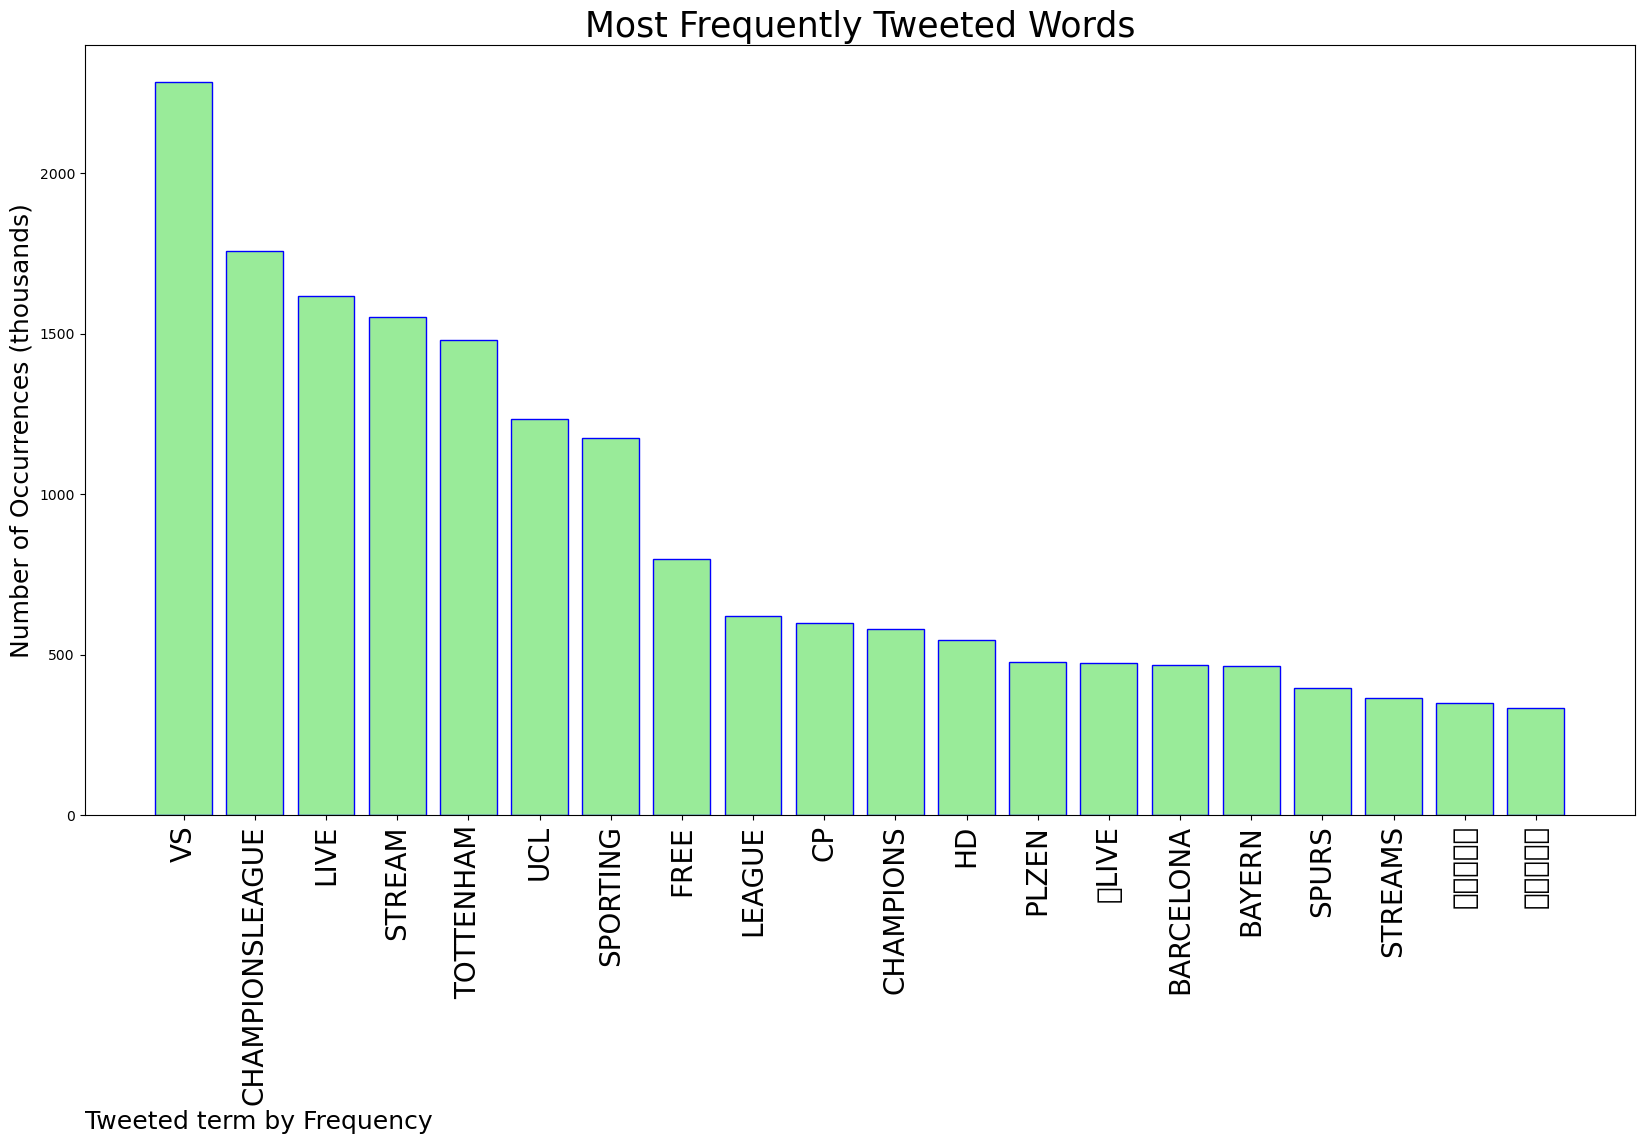 Most Frequently Tweeted Words
Number of Occurrences (thousands)
2000
1500
1000
500
0
VS
CHAMPIONSLEAGUE
LIVE
STREAM
TOTTENHAM
UCL
SPORTING
FREE
LEAGUE
CP
CHAMPIONS
HD
PLZEN
LIVE
BARCELONA
BAYERN
SPURS
STREAMS
Tweeted term by Frequency